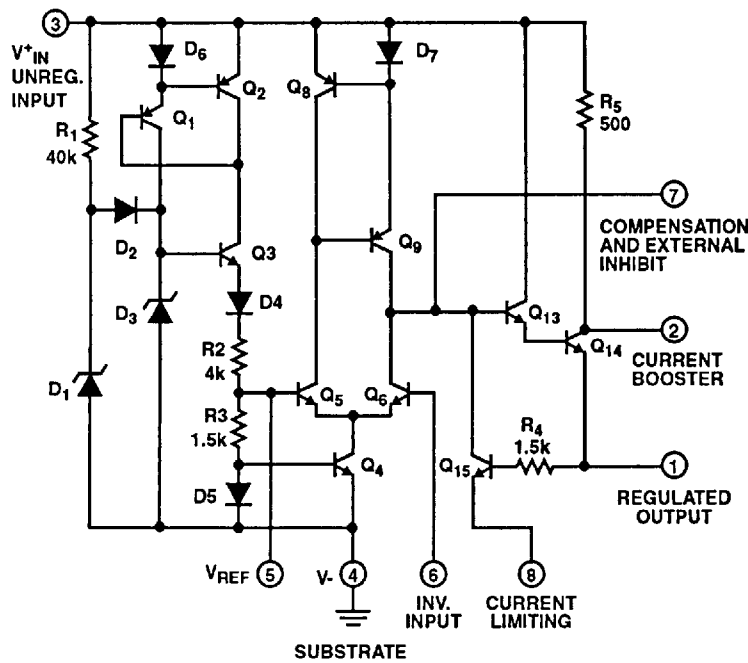 3
V+IN
UNREG.
INPUT
D6
Q2
Q1
R1
40k
D2
D3
D1
Q3
D4
R2
4k
R3
1.5k
D5
D7
Q8
Q9
Q5
Q6
Q4
R5
500
7
COMPENSATION
AND EXTERNAL
INHIBIT
Q13
Q14
2
CURRENT
BOOSTER
R4
1.5k
Q15
1
REGULATED
OUTPUT
VREF 5
V- 4
6
INV.
INPUT
8
CURRENT
LIMITING
SUBSTRATE